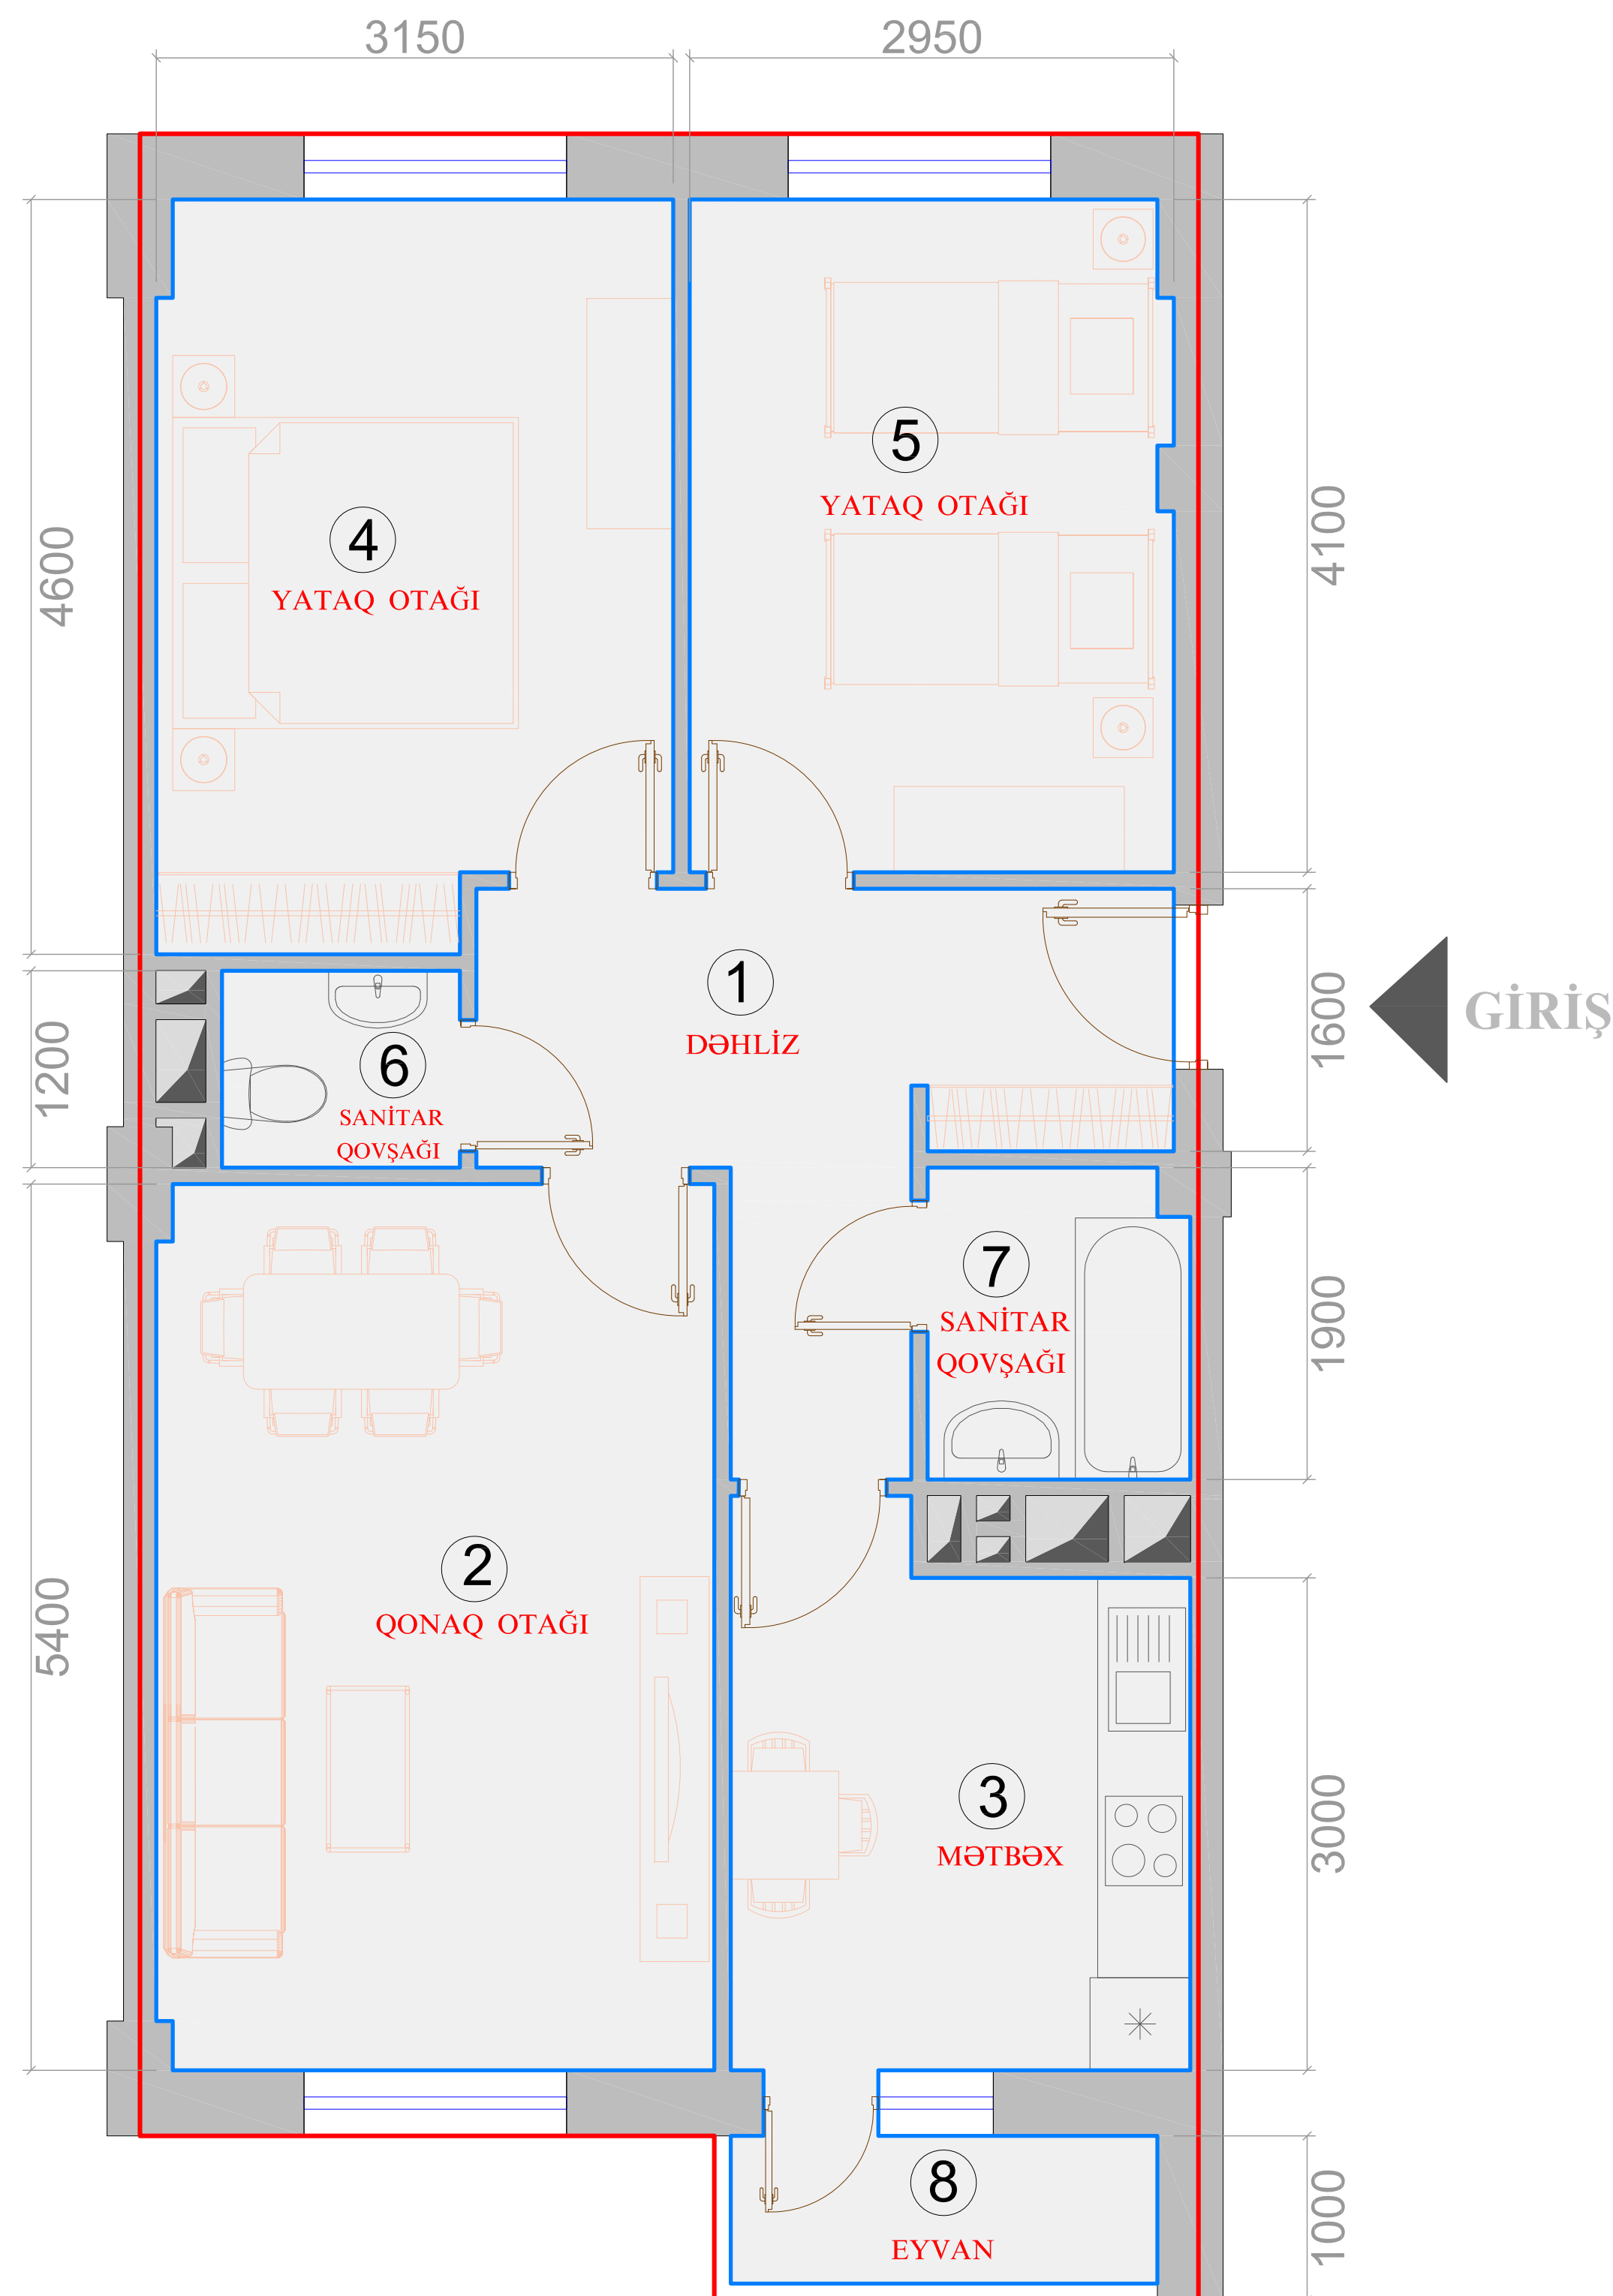 3150
2950
4600
4100
5
YATAQ OTAĞI
4
YATAQ OTAĞI
1
DƏHLİZ
1600
GİRİŞ
1200
6
SANİTAR
QOVŞAĞI
7
SANİTAR
QOVŞAĞI
1900
2
QONAQ OTAĞI
5400
3
MƏTBƏX
3000
8
EYVAN
1000